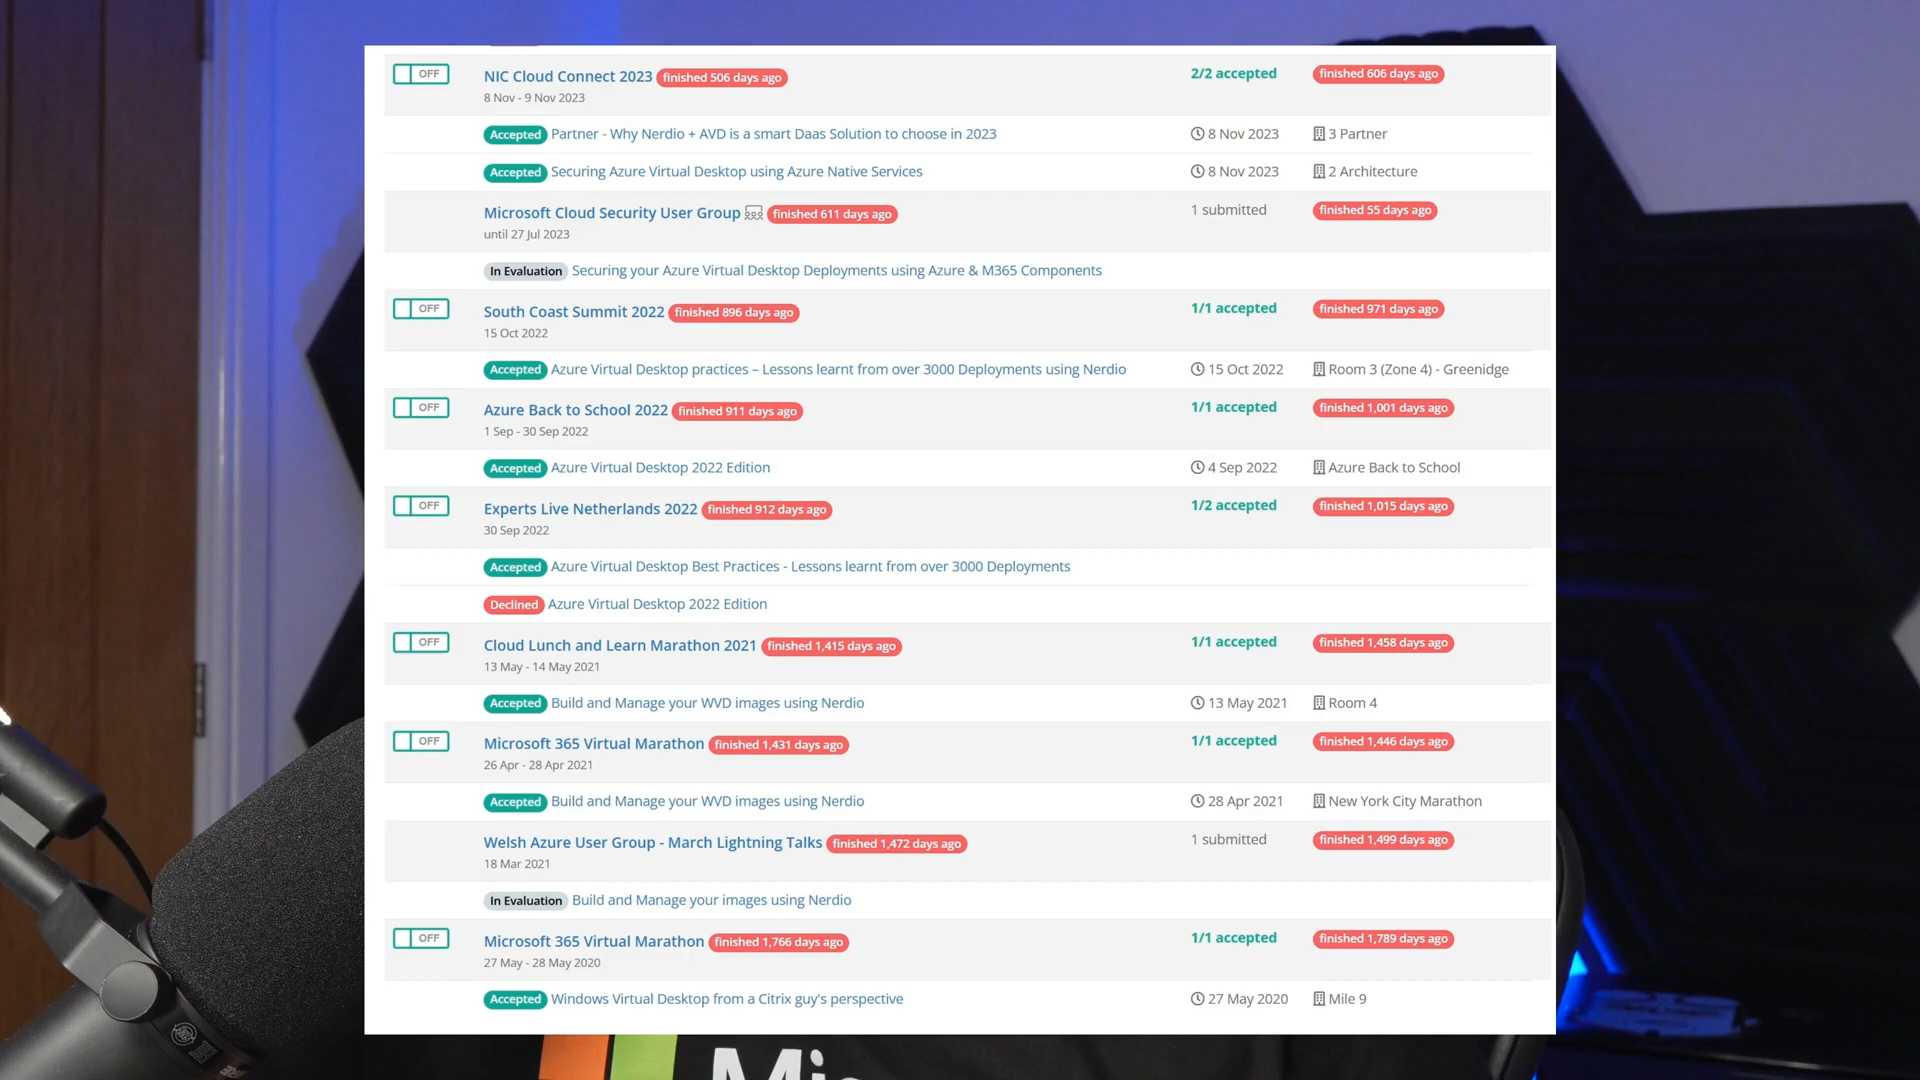 OFF NIC Cloud Connect 2023 finished 506 days ago 2/2 accepted finished 606 days ago
8 Nov - 9 Nov 2023
Accepted Partner - Why Nerdio + AVD is a smart Daas Solution to choose in 2023 8 Nov 2023 3 Partner
Accepted Securing Azure Virtual Desktop using Azure Native Services 8 Nov 2023 2 Architecture
Microsoft Cloud Security User Group finished 611 days ago 1 submitted finished 55 days ago
until 27 Jul 2023
In Evaluation Securing your Azure Virtual Desktop Deployments using Azure & M365 Components
OFF South Coast Summit 2022 finished 896 days ago 1/1 accepted finished 971 days ago
15 Oct 2022
Accepted Azure Virtual Desktop practices – Lessons learnt from over 3000 Deployments using Nerdio 15 Oct 2022 Room 3 (Zone 4) - Greenidge
OFF Azure Back to School 2022 finished 911 days ago 1/1 accepted finished 1,001 days ago
1 Sep - 30 Sep 2022
Accepted Azure Virtual Desktop 2022 Edition 4 Sep 2022 Azure Back to School
OFF Experts Live Netherlands 2022 finished 912 days ago 1/2 accepted finished 1,015 days ago
30 Sep 2022
Accepted Azure Virtual Desktop Best Practices - Lessons learnt from over 3000 Deployments
Declined Azure Virtual Desktop 2022 Edition
OFF Cloud Lunch and Learn Marathon 2021 finished 1,415 days ago 1/1 accepted finished 1,458 days ago
13 May - 14 May 2021
Accepted Build and Manage your WVD images using Nerdio 13 May 2021 Room 4
OFF Microsoft 365 Virtual Marathon finished 1,431 days ago 1/1 accepted finished 1,446 days ago
26 Apr - 28 Apr 2021
Accepted Build and Manage your WVD images using Nerdio 28 Apr 2021 New York City Marathon
Welsh Azure User Group - March Lightning Talks finished 1,472 days ago 1 submitted finished 1,499 days ago
18 Mar 2021
In Evaluation Build and Manage your images using Nerdio
OFF Microsoft 365 Virtual Marathon finished 1,766 days ago 1/1 accepted finished 1,789 days ago
27 May - 28 May 2020
Accepted Windows Virtual Desktop from a Citrix guy's perspective 27 May 2020 Mile 9